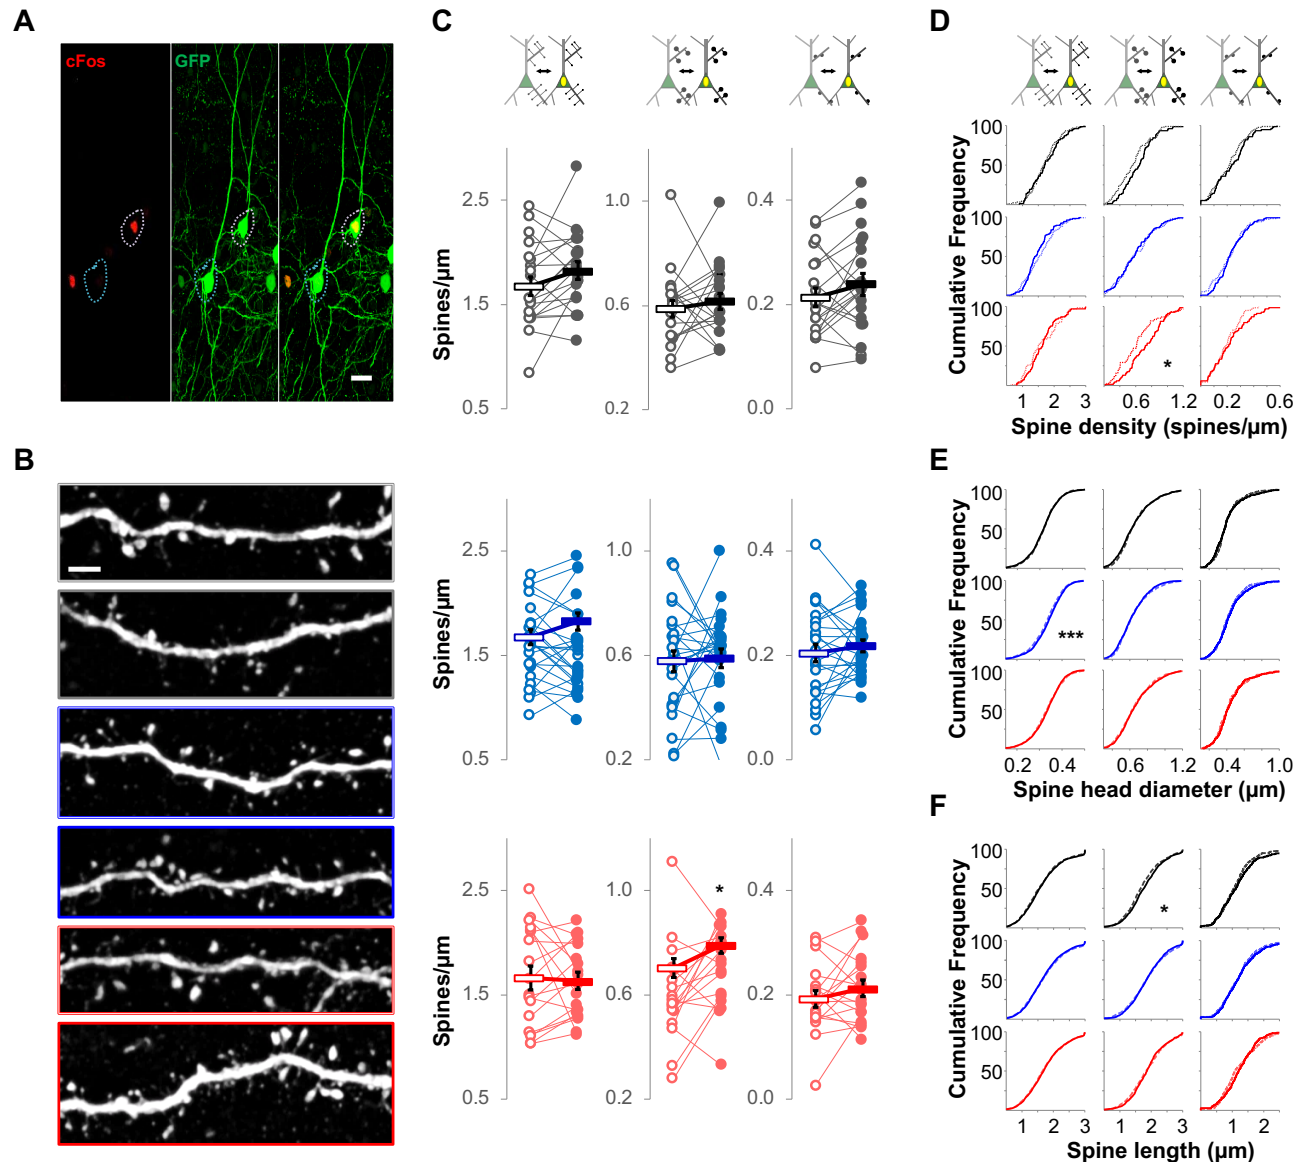 A
cFos
GFP
B
C
Spines/µm
2.5
1.5
0.5
1.0
0.6
0.2
0.4
0.2
0.0
Spines/µm
2.5
1.5
0.5
1.0
0.6
0.2
0.4
0.2
0.0
Spines/µm
2.5
1.5
0.5
1.0
0.6
0.2
*
0.4
0.2
0.0
D
Cumulative Frequency
100
50
100
50
100
50
*
1 2 3
0.6 1.2
0.2 0.6
Spine density (spines/µm)
E
Cumulative Frequency
100
50
100
50
***
100
50
0.2 0.4
0.6 1.2
0.4 1.0
Spine head diameter (µm)
F
Cumulative Frequency
100
50
*
100
50
100
50
1 2 3
1 2 3
1 2
Spine length (µm)